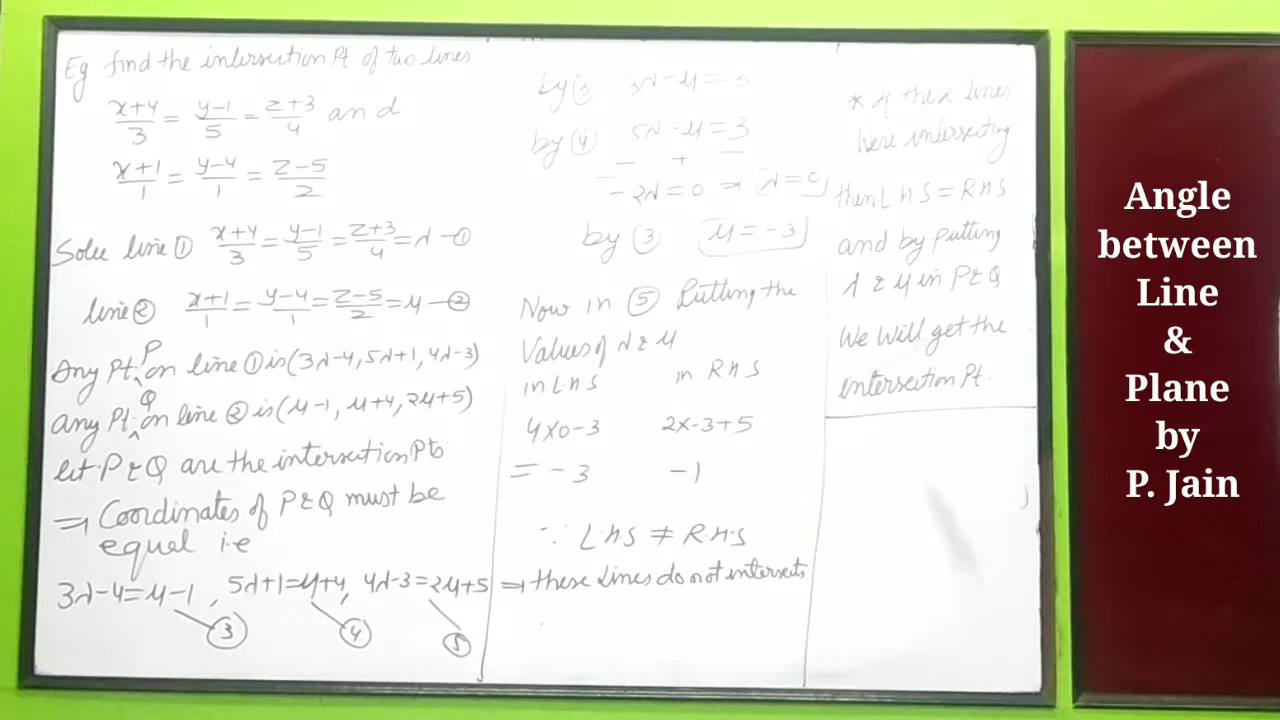 Eg find the intersection Pt of two lines
x+4/3 = y-1/5 = z+3/4 and
x+1/1 = y-4/1 = z-5/2
Solve line ① x+4/3 = y-1/5 = z+3/4 = λ -①
line ② x+1/1 = y-4/1 = z-5/2 = μ -②
Any Pt. P on line ① is (3λ-4, 5λ+1, 4λ-3)
Any Pt. Q on line ② is (μ-1, μ+4, 2μ+5)
let P & Q are the intersection Pts
⇒ Coordinates of P & Q must be
equal i.e
3λ-4=μ-1 , 5λ+1=μ+4, 4λ-3=2μ+5
③ ④ ⑤
by ③ 3λ-μ=3
by ④ 5λ-μ=3
- + -
-2λ=0 ⇒ λ=0
by ③ μ=-3
Now in ⑤ Putting the
Values of λ & μ
in L.H.S in R.H.S
4×0-3 2×-3+5
= -3 -1
∵ L.H.S ≠ R.H.S
⇒ these lines do not intersects
* If these lines
Were intersecting
then L.H.S = R.H.S
and by putting
λ & μ in P & Q
We Will get the
intersection Pt.
Angle
between
Line
&
Plane
by
P. Jain